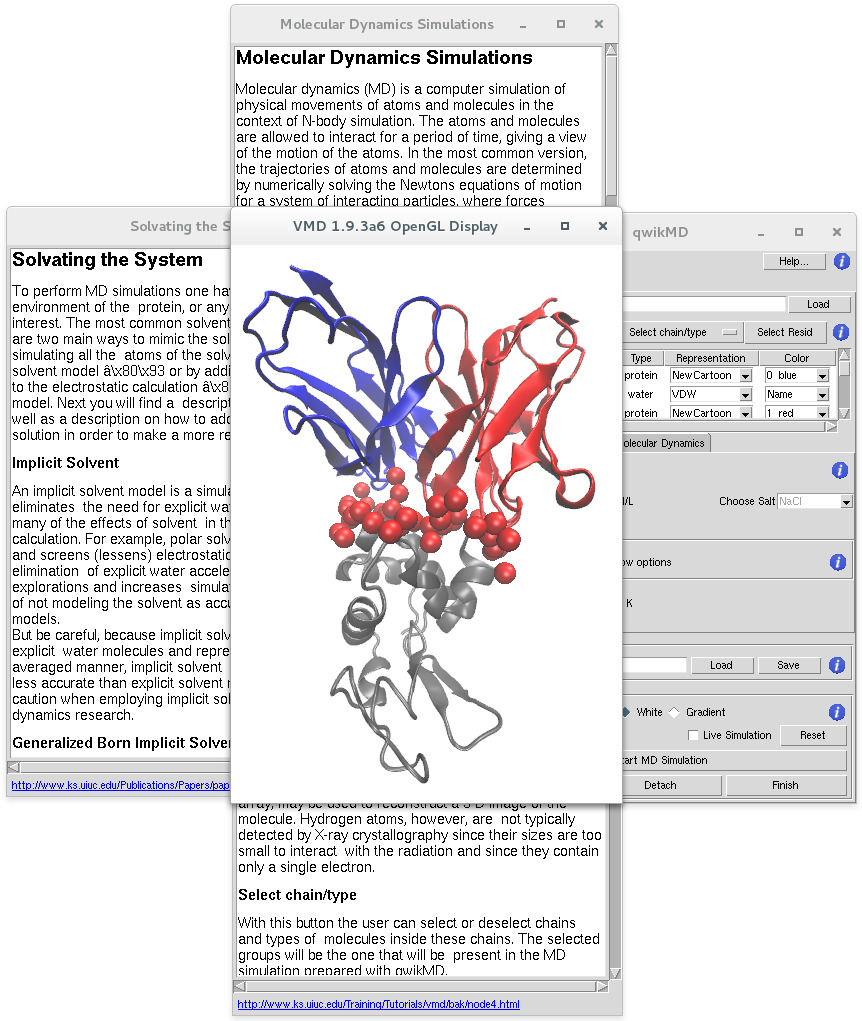 Molecular Dynamics Simulations
Molecular Dynamics Simulations
Molecular dynamics (MD) is a computer simulation of
physical movements of atoms and molecules in the
context of N-body simulation. The atoms and molecules
are allowed to interact for a period of time, giving a view
of the motion of the atoms. In the most common version,
the trajectories of atoms and molecules are determined
by numerically solving the Newtons equations of motion
for a system of interacting particles, where forces
Solvating the S
Solvating the System
To perform MD simulations one ha
environment of the protein, or any
interest. The most common solvent
are two main ways to mimic the sol
simulating all the atoms of the solv
solvent model â\x80\x93 or by addi
to the electrostatic calculation â\x8
model. Next you will find a descript
well as a description on how to add
solution in order to make a more re
Implicit Solvent
An implicit solvent model is a simula
eliminates the need for explicit wa
many of the effects of solvent in th
calculation. For example, polar solv
and screens (lessens) electrostatic
elimination of explicit water acceler
explorations and increases simulat
of not modeling the solvent as accu
models.
But be careful, because implicit solv
explicit water molecules and repre
averaged manner, implicit solvent
less accurate than explicit solvent m
caution when employing implicit sol
dynamics research.
Generalized Born Implicit Solve
http://www.ks.uiuc.edu/Publications/Papers/pap
VMD 1.9.3a6 OpenGL Display
qwikMD
Help...
Load
Select chain/type
Select Resid
Type Representation Color
protein NewCartoon 0 blue
water VDW Name
protein NewCartoon 1 red
olecular Dynamics
l/L Choose Salt NaCl
ow options
K
Load Save
White Gradient
Live Simulation Reset
tart MD Simulation
Detach Finish
array, may be used to reconstruct a 3-D image of the
molecule. Hydrogen atoms, however, are not typically
detected by X-ray crystallography since their sizes are too
small to interact with the radiation and since they contain
only a single electron.
Select chain/type
With this button the user can select or deselect chains
and types of molecules inside these chains. The selected
groups will be the one that will be present in the MD
simulation prepared with qwikMD.
http://www.ks.uiuc.edu/Training/Tutorials/vmd/bak/node4.html